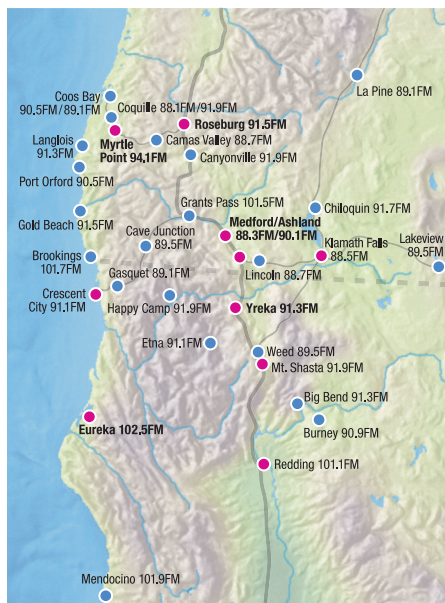 La Pine 89.1FM
Coos Bay
90.5FM/89.1FM
Coquille 88.1FM/91.9FM
Roseburg 91.5FM
Langlois
91.3FM
Myrtle
Point 94.1FM
Camas Valley 88.7FM
Canyonville 91.9FM
Port Orford 90.5FM
Grants Pass 101.5FM
Chiloquin 91.7FM
Gold Beach 91.5FM
Medford/Ashland
88.3FM/90.1FM
Cave Junction
89.5FM
Klamath Falls
88.5FM
Lakeview
89.5FM
Brookings
101.7FM
Lincoln 88.7FM
Gasquet 89.1FM
Crescent
City 91.1FM
Happy Camp 91.9FM
Yreka 91.3FM
Etna 91.1FM
Weed 89.5FM
Mt. Shasta 91.9FM
Big Bend 91.3FM
Burney 90.9FM
Eureka 102.5FM
Redding 101.1FM
Mendocino 101.9FM